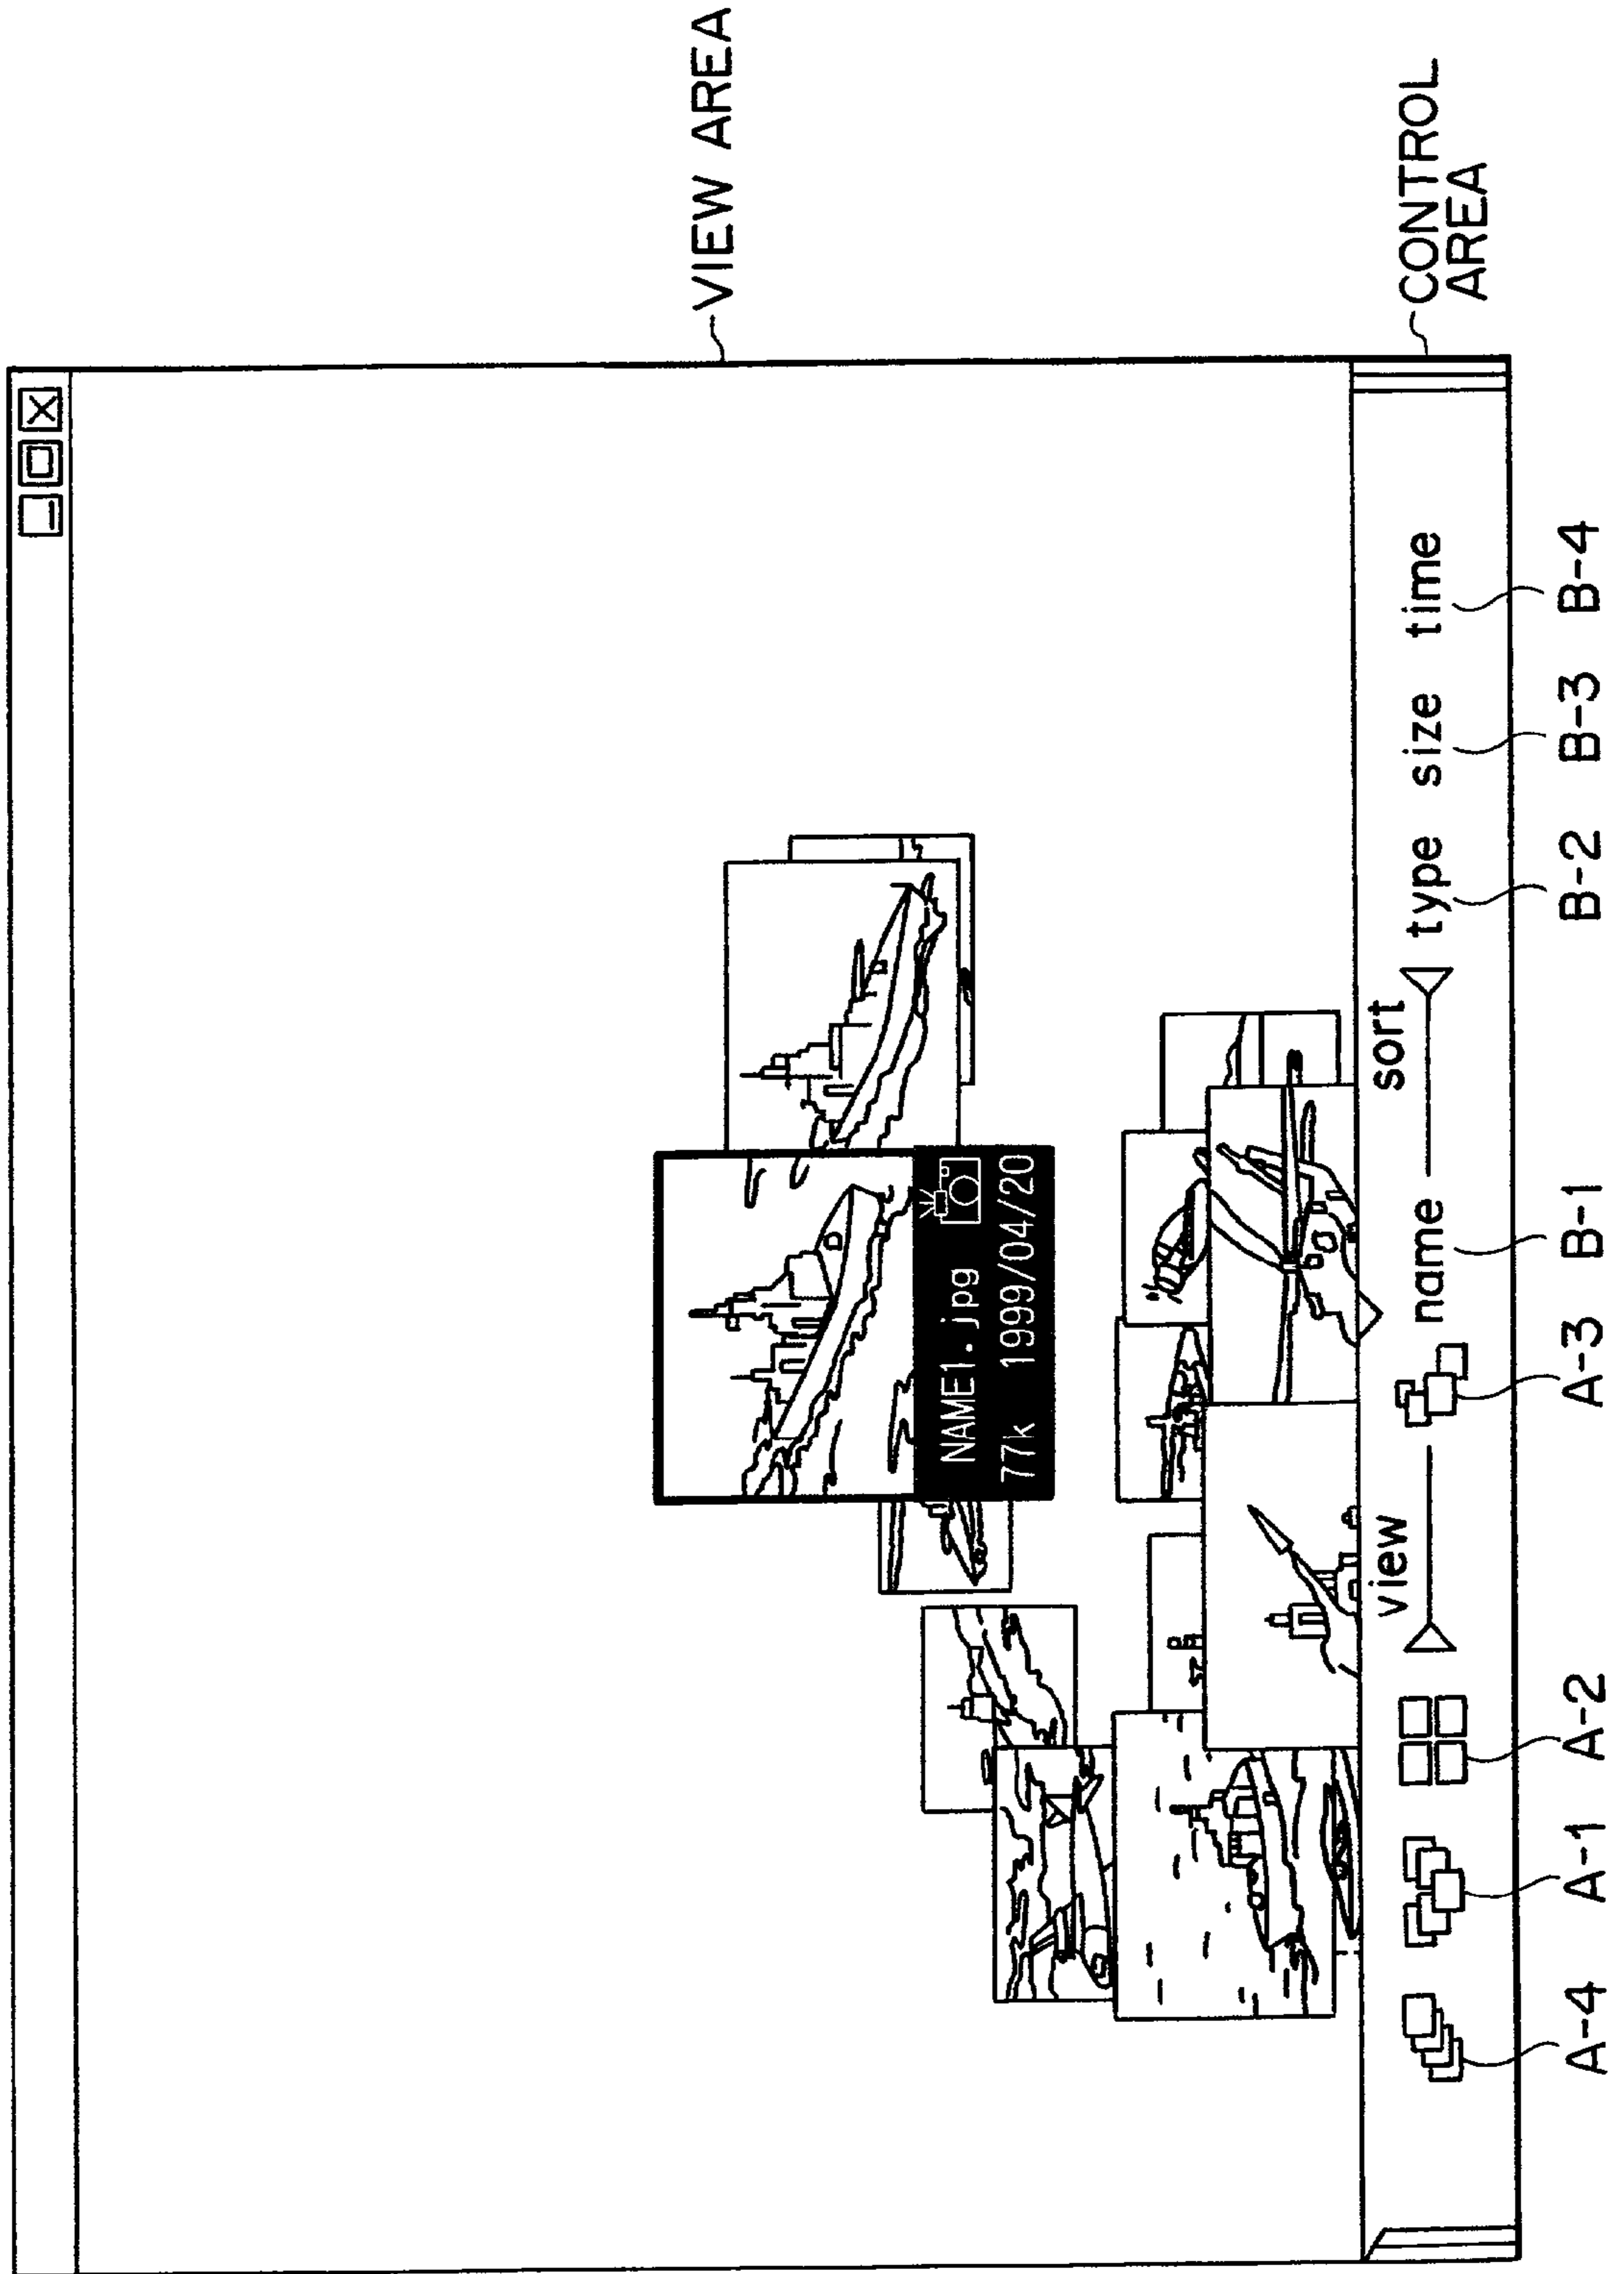 VIEW AREA
NAME1.jpg
77k 1999/04/20
view
sort
name
type
size
time
CONTROL
AREA
A-4
A-1
A-2
A-3
B-1
B-2
B-3
B-4